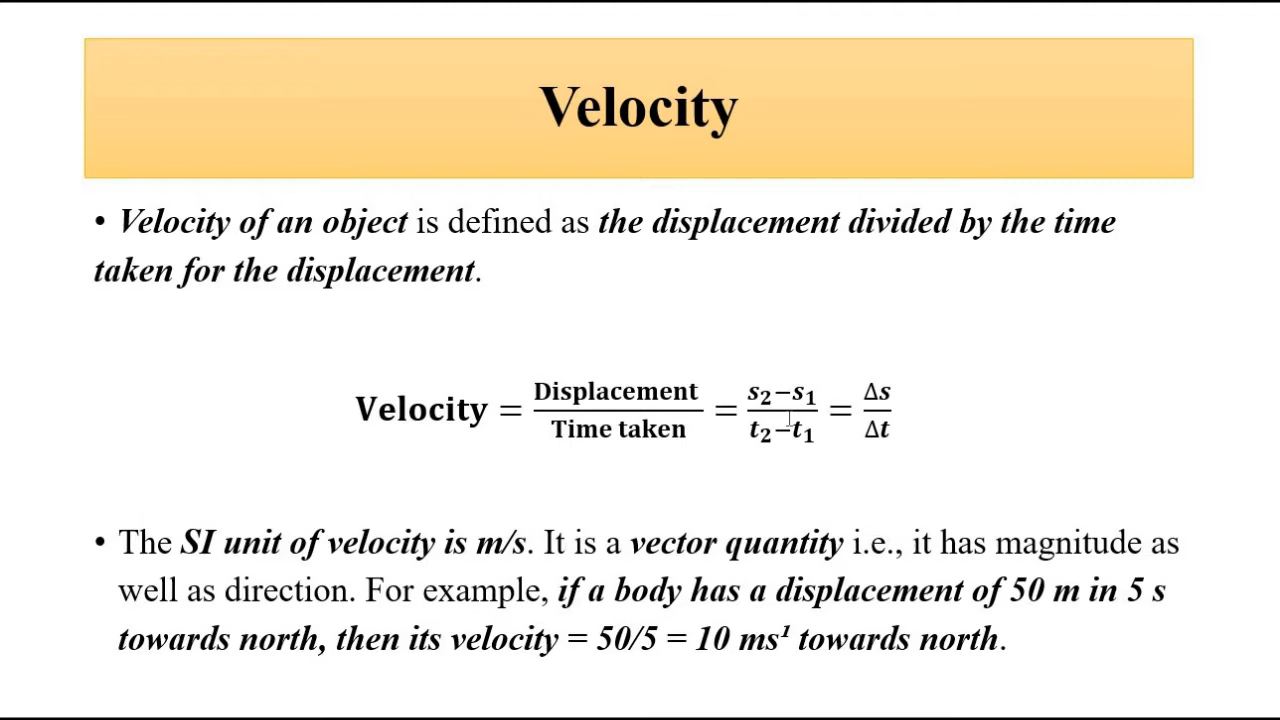 Velocity
• Velocity of an object is defined as the displacement divided by the time
taken for the displacement.
Velocity = Displacement/Time taken = s₂−s₁/t₂−t₁ = Δs/Δt
• The SI unit of velocity is m/s. It is a vector quantity i.e., it has magnitude as
well as direction. For example, if a body has a displacement of 50 m in 5 s
towards north, then its velocity = 50/5 = 10 ms¹ towards north.